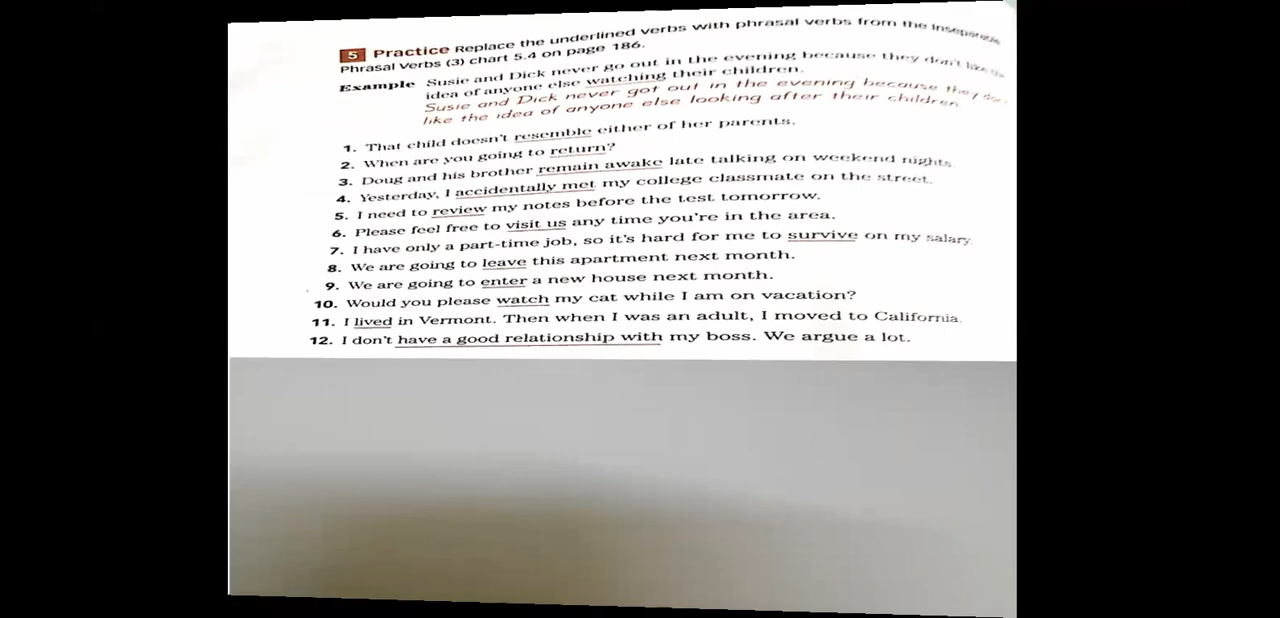 5 Practice Replace the underlined verbs with phrasal verbs from the Inseparable
Phrasal Verbs (3) chart 5.4 on page 186.
Example Susie and Dick never go out in the evening because they don't like
idea of anyone else watching their children.
Susie and Dick never got out in the evening because they
like the idea of anyone else looking after their children.
1. That child doesn't resemble either of her parents.
2. When are you going to return?
3. Doug and his brother remain awake late talking on weekend nights.
4. Yesterday, I accidentally met my college classmate on the street.
5. I need to review my notes before the test tomorrow.
6. Please feel free to visit us any time you're in the area.
7. I have only a part-time job, so it's hard for me to survive on my salary.
8. We are going to leave this apartment next month.
9. We are going to enter a new house next month.
10. Would you please watch my cat while I am on vacation?
11. I lived in Vermont. Then when I was an adult, I moved to California.
12. I don't have a good relationship with my boss. We argue a lot.